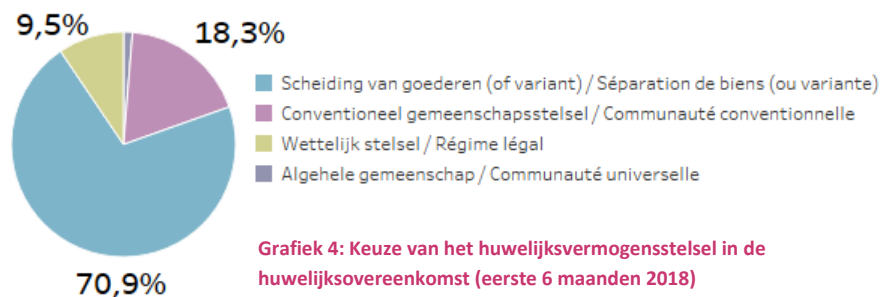 9,5%
18,3%
Scheiding van goederen (of variant) / Séparation de biens (ou variante)
Conventioneel gemeenschapsstelsel / Communauté conventionnelle
Wettelijk stelsel / Régime légal
Algehele gemeenschap / Communauté universelle
Grafiek 4: Keuze van het huwelijksvermogensstelsel in de
huwelijksovereenkomst (eerste 6 maanden 2018)
70,9%